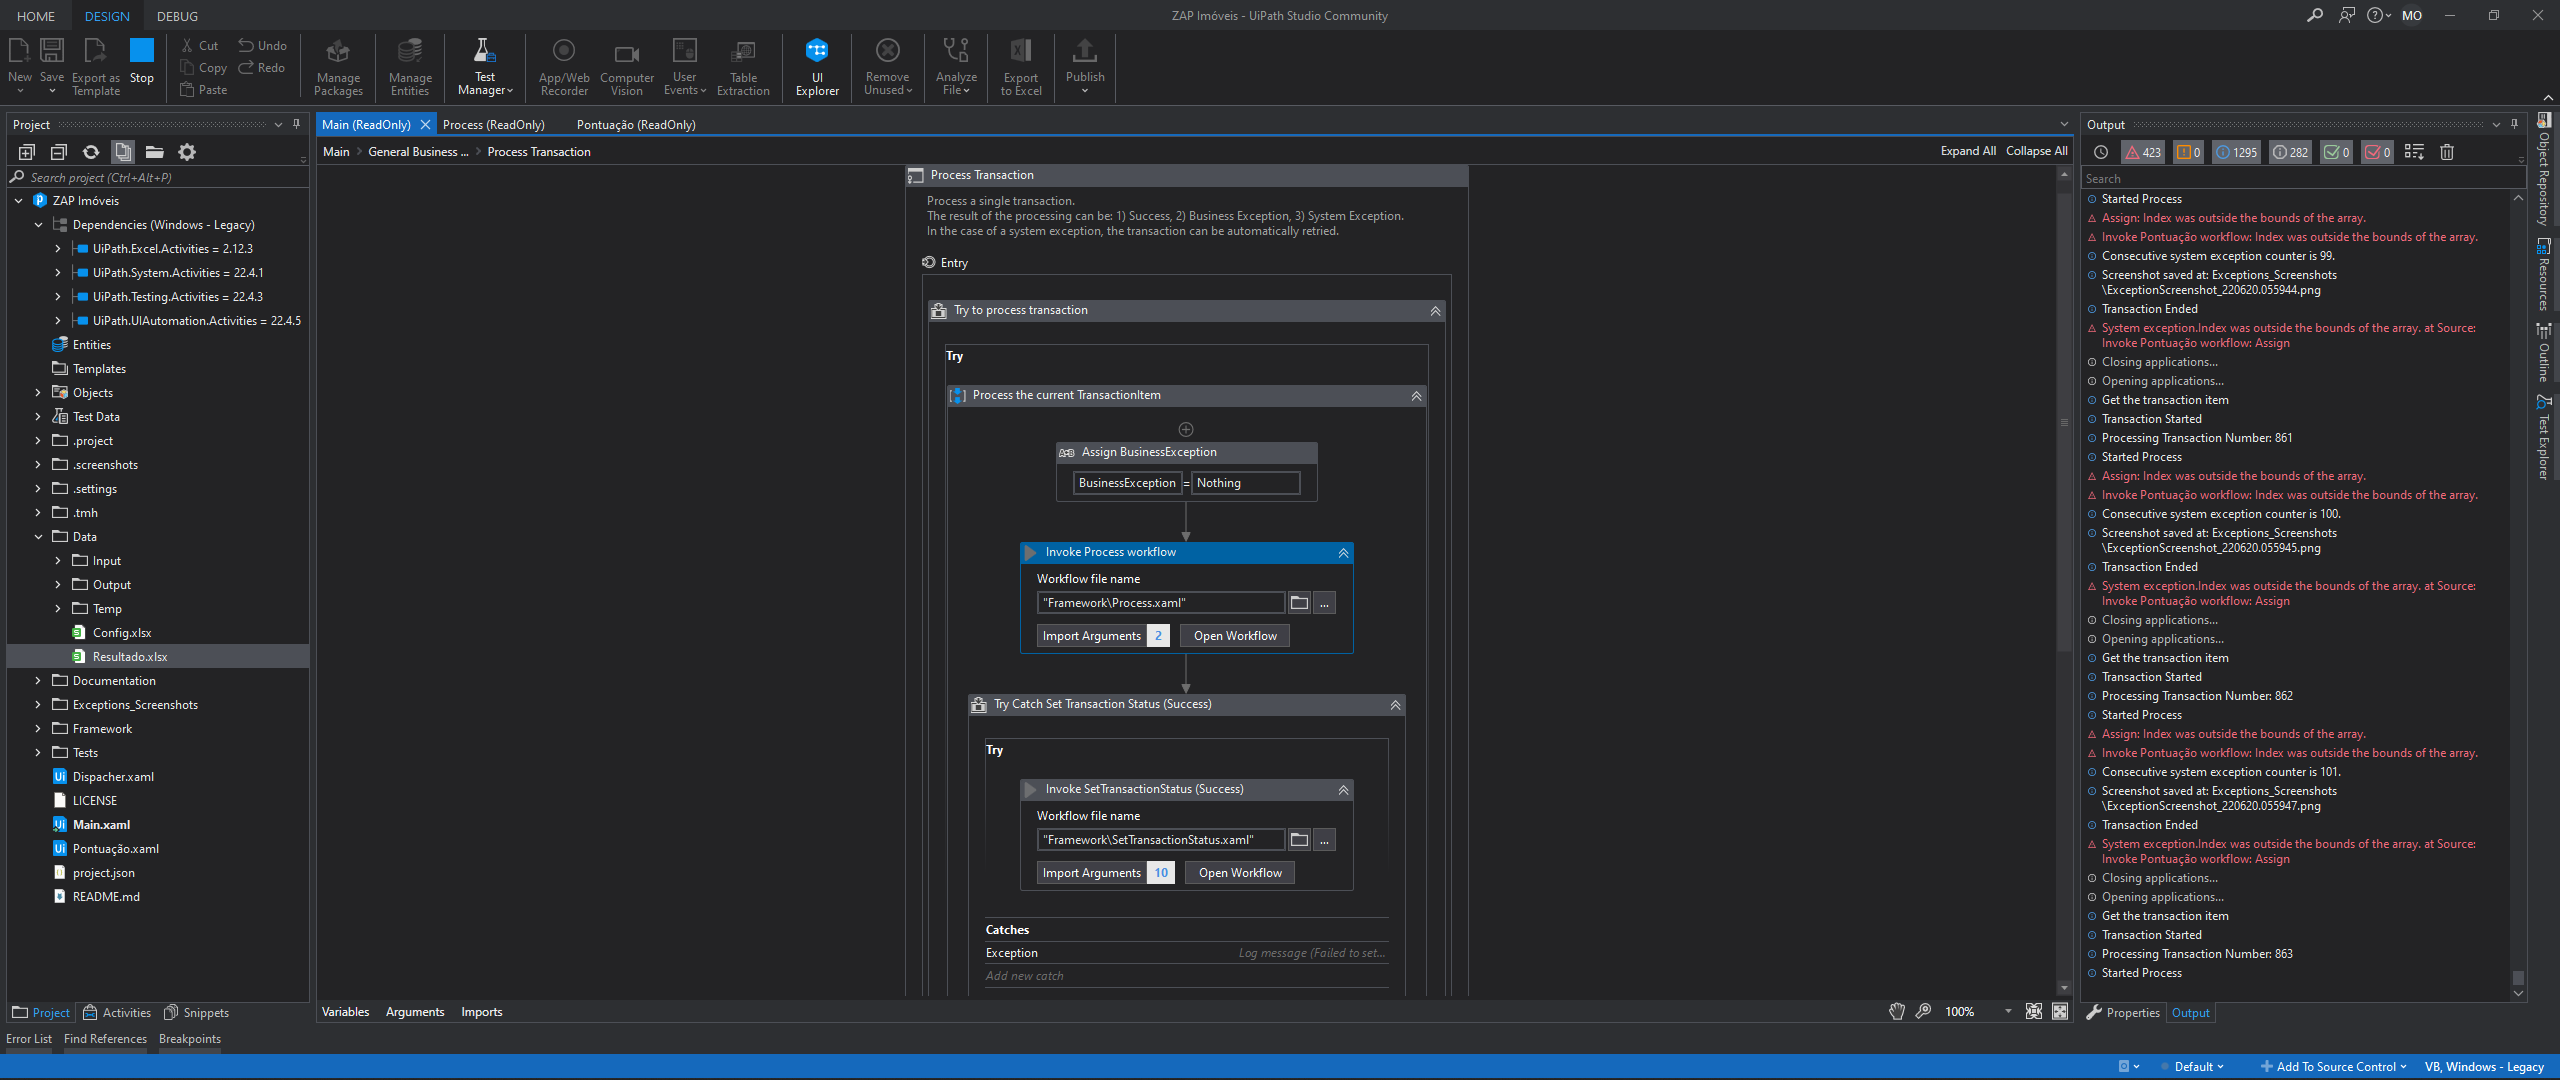 HOME
DESIGN
DEBUG
ZAP Imóveis - UiPath Studio Community
MO
New
Save
Export as Template
Stop
Cut
Copy
Paste
Undo
Redo
Manage Packages
Manage Entities
Test Manager
App/Web Recorder
Computer Vision
User Events
Table Extraction
UI Explorer
Remove Unused
Analyze File
Export to Excel
Publish
Project
Search project (Ctrl+Alt+P)
ZAP Imóveis
Dependencies (Windows - Legacy)
UiPath.Excel.Activities = 2.12.3
UiPath.System.Activities = 22.4.1
UiPath.Testing.Activities = 22.4.3
UiPath.UIAutomation.Activities = 22.4.5
Entities
Templates
Objects
Test Data
.project
.screenshots
.settings
.tmh
Data
Input
Output
Temp
Config.xlsx
Resultado.xlsx
Documentation
Exceptions_Screenshots
Framework
Tests
Dispacher.xaml
LICENSE
Main.xaml
Pontuação.xaml
project.json
README.md
Project
Activities
Snippets
Main (ReadOnly)
Process (ReadOnly)
Pontuação (ReadOnly)
Main > General Business ... > Process Transaction
Expand All
Collapse All
Process Transaction
Process a single transaction.
The result of the processing can be: 1) Success, 2) Business Exception, 3) System Exception.
In the case of a system exception, the transaction can be automatically retried.
Entry
Try to process transaction
Try
Process the current TransactionItem
Assign BusinessException
BusinessException = Nothing
Invoke Process workflow
Workflow file name
"Framework\Process.xaml"
...
Import Arguments 2
Open Workflow
Try Catch Set Transaction Status (Success)
Try
Invoke SetTransactionStatus (Success)
Workflow file name
"Framework\SetTransactionStatus.xaml"
...
Import Arguments 10
Open Workflow
Catches
Exception
Log message (Failed to set...
Add new catch
Variables
Arguments
Imports
100%
Output
423
0
1295
282
0
0
Search
Started Process
Assign: Index was outside the bounds of the array.
Invoke Pontuação workflow: Index was outside the bounds of the array.
Consecutive system exception counter is 99.
Screenshot saved at: Exceptions_Screenshots
\ExceptionScreenshot_220620.055944.png
Transaction Ended
System exception.Index was outside the bounds of the array. at Source:
Invoke Pontuação workflow: Assign
Closing applications...
Opening applications...
Get the transaction item
Transaction Started
Processing Transaction Number: 861
Started Process
Assign: Index was outside the bounds of the array.
Invoke Pontuação workflow: Index was outside the bounds of the array.
Consecutive system exception counter is 100.
Screenshot saved at: Exceptions_Screenshots
\ExceptionScreenshot_220620.055945.png
Transaction Ended
System exception.Index was outside the bounds of the array. at Source:
Invoke Pontuação workflow: Assign
Closing applications...
Opening applications...
Get the transaction item
Transaction Started
Processing Transaction Number: 862
Started Process
Assign: Index was outside the bounds of the array.
Invoke Pontuação workflow: Index was outside the bounds of the array.
Consecutive system exception counter is 101.
Screenshot saved at: Exceptions_Screenshots
\ExceptionScreenshot_220620.055947.png
Transaction Ended
System exception.Index was outside the bounds of the array. at Source:
Invoke Pontuação workflow: Assign
Closing applications...
Opening applications...
Get the transaction item
Transaction Started
Processing Transaction Number: 863
Started Process
Properties
Output
Object Repository
Resources
Outline
Test Explorer
Error List
Find References
Breakpoints
Default
Add To Source Control
VB, Windows - Legacy